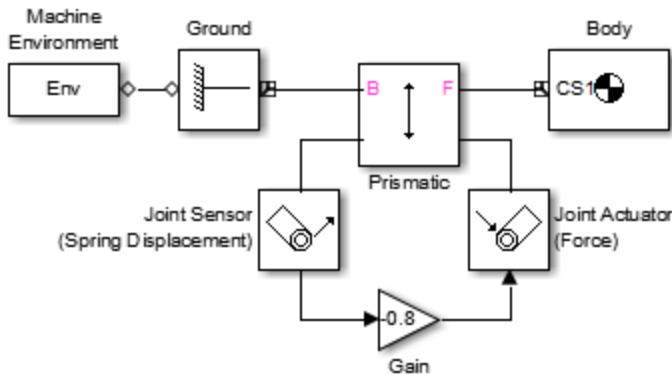 Machine
Environment
Env
Ground
B
F
Prismatic
Body
CS1
Joint Sensor
(Spring Displacement)
Joint Actuator
(Force)
-0.8
Gain